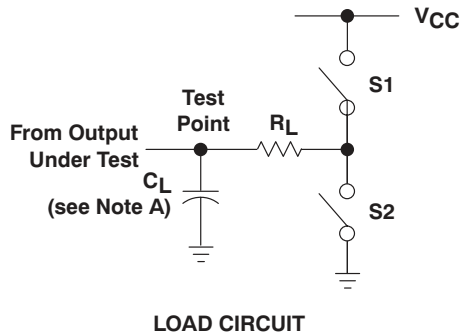 VCC
S1
Test
Point
RL
From Output
Under Test
CL
(see Note A)
S2
LOAD CIRCUIT